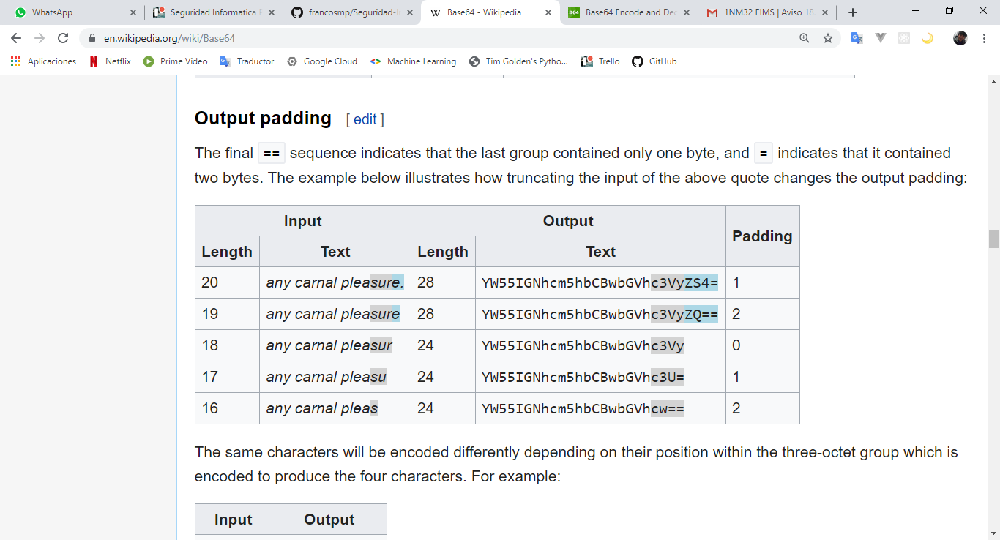 WhatsApp Seguridad Informatica francosmp/Seguridad- Base64 - Wikipedia Base64 Encode and Dec 1NM32 EIMS | Aviso 18.
en.wikipedia.org/wiki/Base64
Aplicaciones Netflix Prime Video Traductor Google Cloud Machine Learning Tim Golden's Pytho... Trello GitHub
Output padding [ edit ]
The final == sequence indicates that the last group contained only one byte, and = indicates that it contained
two bytes. The example below illustrates how truncating the input of the above quote changes the output padding:
Input Output Padding
Length Text Length Text
20 any carnal pleasure. 28 YW55IGNhcm5hbCBwbGVhc3VyZS4= 1
19 any carnal pleasure 28 YW55IGNhcm5hbCBwbGVhc3VyZQ== 2
18 any carnal pleasur 24 YW55IGNhcm5hbCBwbGVhc3Vy 0
17 any carnal pleasu 24 YW55IGNhcm5hbCBwbGVhc3U= 1
16 any carnal pleas 24 YW55IGNhcm5hbCBwbGVhcw== 2
The same characters will be encoded differently depending on their position within the three-octet group which is
encoded to produce the four characters. For example:
Input Output